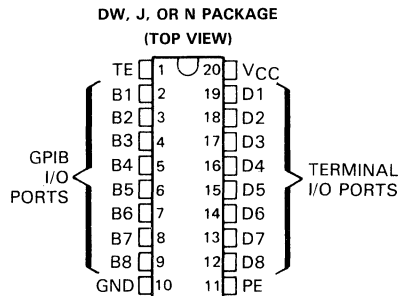 DW, J, OR N PACKAGE
(TOP VIEW)
TE 1 20 VCC
B1 2 19 D1
B2 3 18 D2
B3 4 17 D3
B4 5 16 D4
B5 6 15 D5
B6 7 14 D6
B7 8 13 D7
B8 9 12 D8
GND 10 11 PE
GPIB
I/O
PORTS
TERMINAL
I/O PORTS